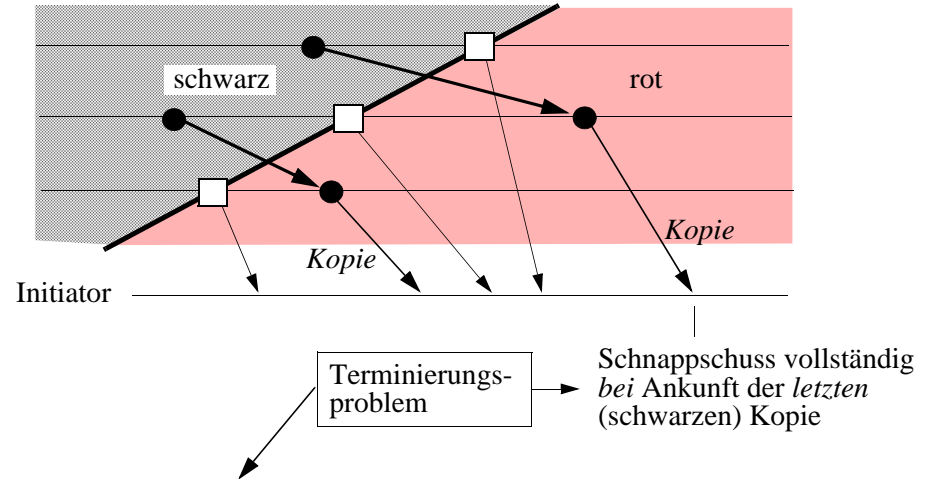 schwarz
rot
Kopie
Kopie
Initiator
Terminierungs-
problem
Schnappschuss vollständig
bei Ankunft der letzten
(schwarzen) Kopie